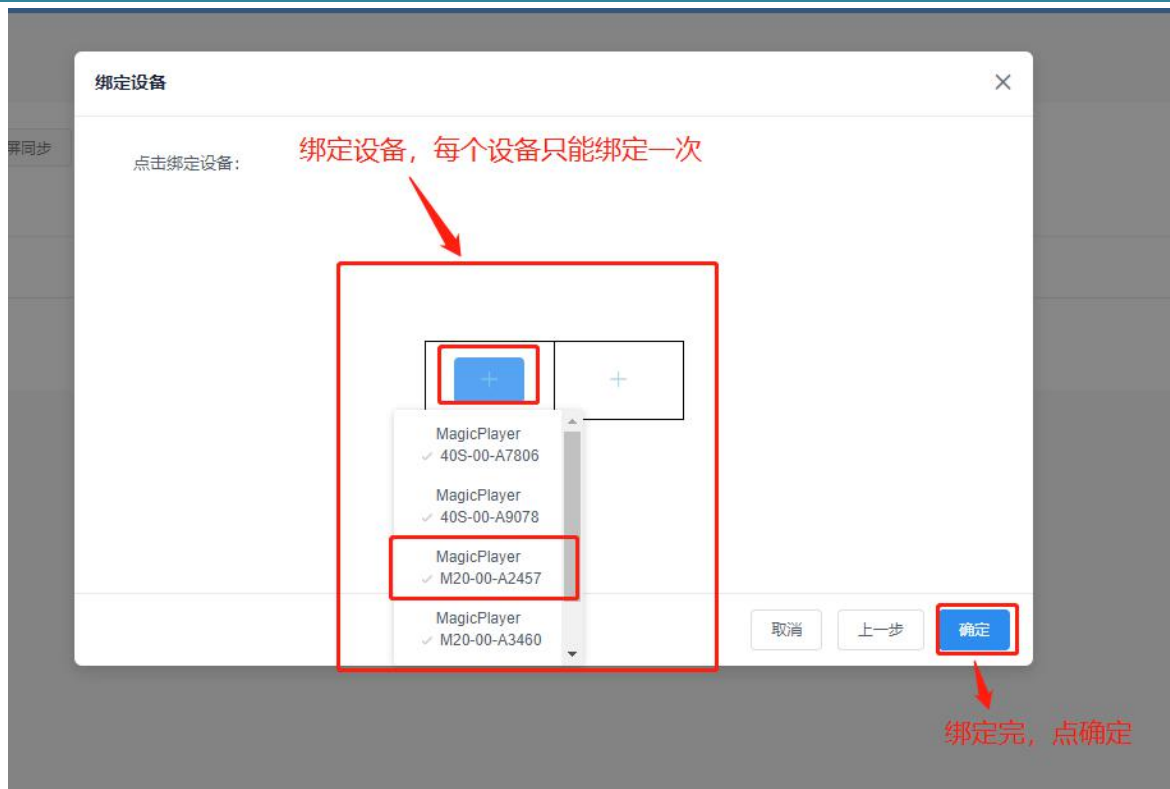 绑定设备
屏同步
点击绑定设备：
绑定设备，每个设备只能绑定一次
MagicPlayer
40S-00-A7806
MagicPlayer
40S-00-A9078
MagicPlayer
M20-00-A2457
MagicPlayer
M20-00-A3460
取消
上一步
确定
绑定完，点确定